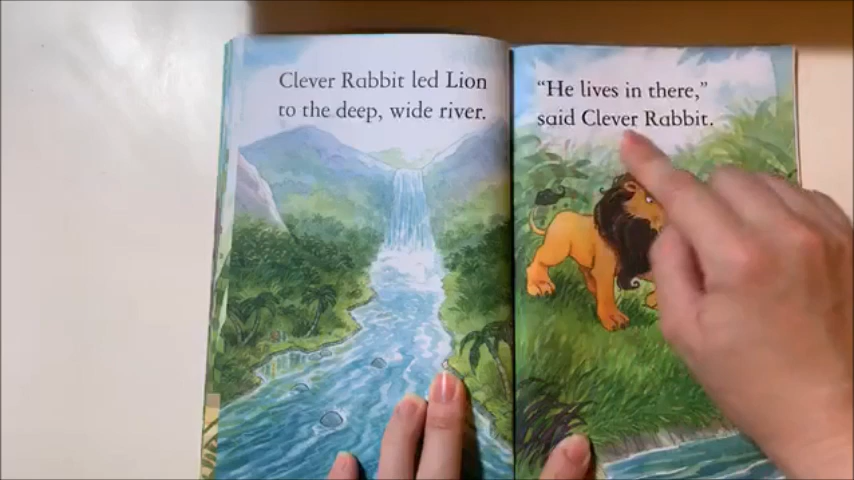 Clever Rabbit led Lion
to the deep, wide river.
“He lives in there,”
said Clever Rabbit.